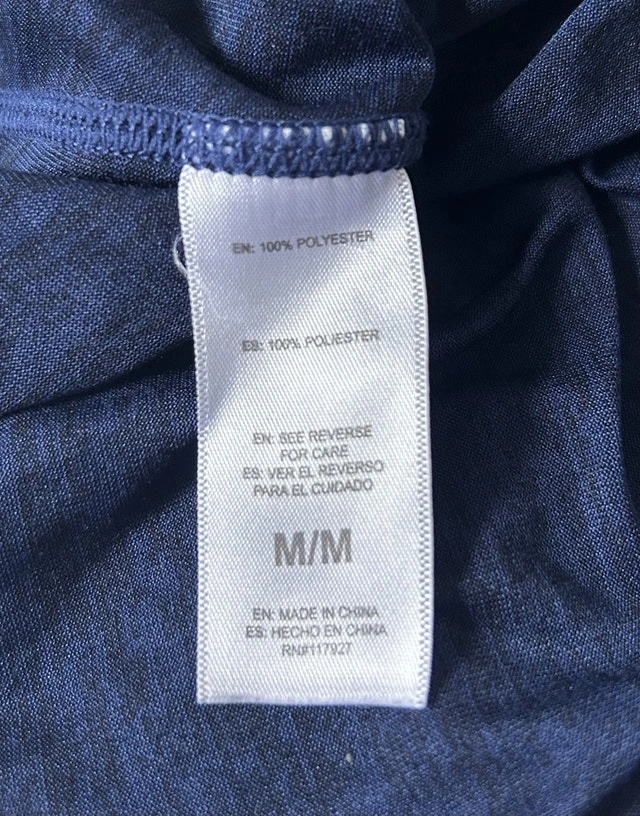 EN: 100% POLYESTER
ES: 100% POLIESTER
EN: SEE REVERSE
FOR CARE
ES: VER EL REVERSO
PARA EL CUIDADO
M/M
EN: MADE IN CHINA
ES: HECHO EN CHINA
RN#117927